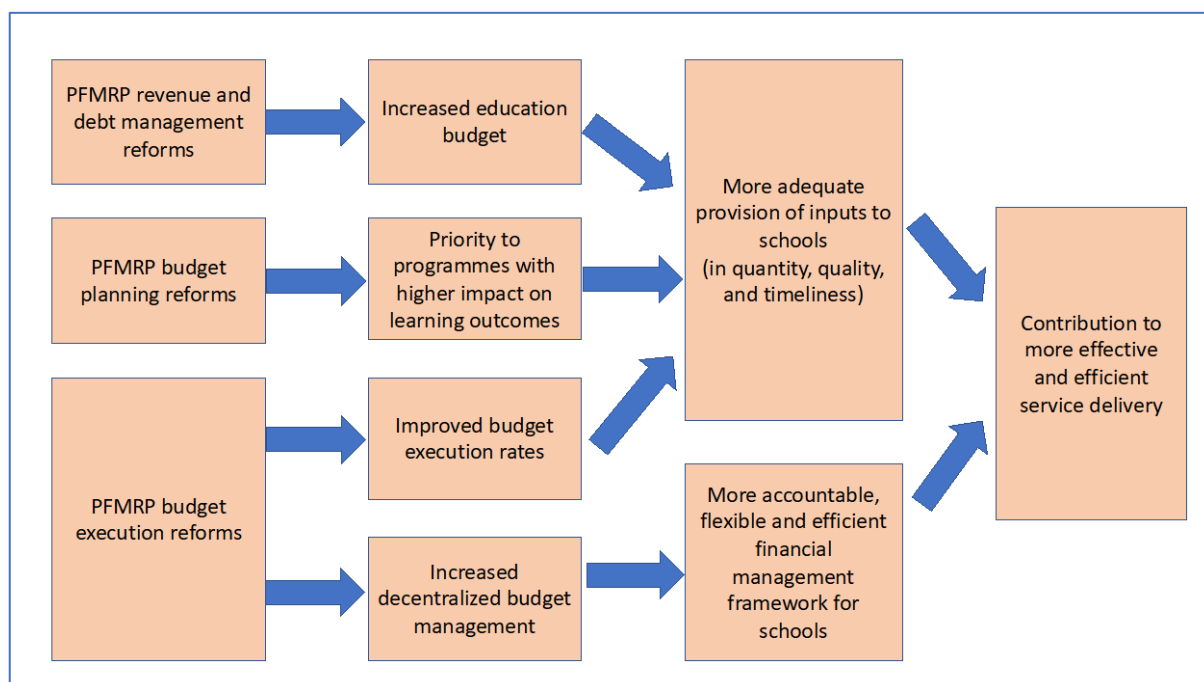 PFMRP revenue and
debt management
reforms
Increased education
budget
PFMRP budget
planning reforms
Priority to
programmes with
higher impact on
learning outcomes
More adequate
provision of inputs to
schools
(in quantity, quality,
and timeliness)
PFMRP budget
execution reforms
Improved budget
execution rates
Increased
decentralized budget
management
More accountable,
flexible and efficient
financial
management
framework for
schools
Contribution to
more effective
and efficient
service delivery